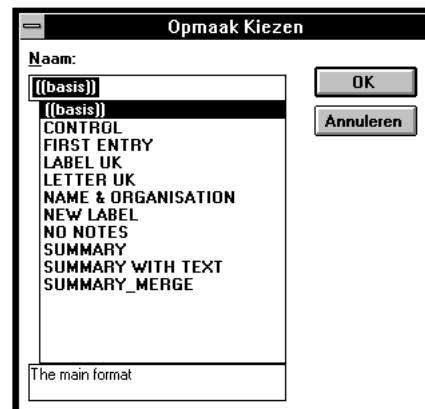 Opmaak Kiezen
Naam:
((basis))
OK
((basis))
Annuleren
CONTROL
FIRST ENTRY
LABEL UK
LETTER UK
NAME & ORGANISATION
NEW LABEL
NO NOTES
SUMMARY
SUMMARY WITH TEXT
SUMMARY_MERGE
The main format